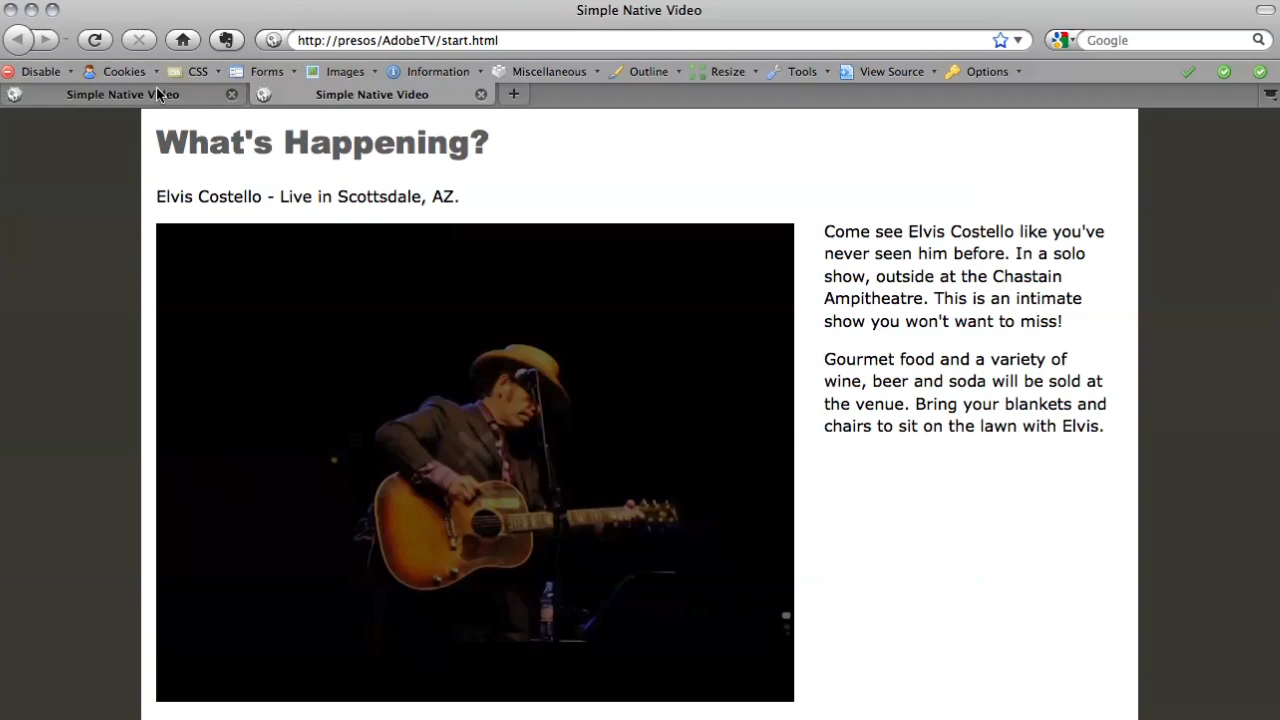 Simple Native Video
http://presos/AdobeTV/start.html
Google
Disable Cookies CSS Forms Images Information Miscellaneous Outline Resize Tools View Source Options
Simple Native Video Simple Native Video
What's Happening?
Elvis Costello - Live in Scottsdale, AZ.
Come see Elvis Costello like you've
never seen him before. In a solo
show, outside at the Chastain
Ampitheatre. This is an intimate
show you won't want to miss!
Gourmet food and a variety of
wine, beer and soda will be sold at
the venue. Bring your blankets and
chairs to sit on the lawn with Elvis.